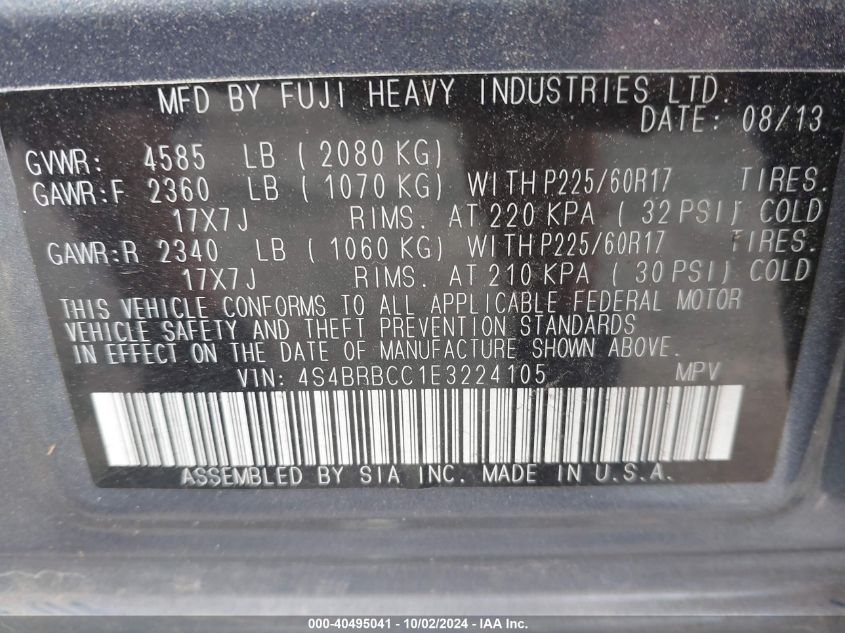 MFD BY FUJI HEAVY INDUSTRIES LTD.
DATE: 08/13
GVWR: 4585 LB ( 2080 KG)
GAWR:F 2360 LB ( 1070 KG) WITH P225/60R17 TIRES.
17X7J RIMS. AT 220 KPA ( 32 PSI) COLD
GAWR:R 2340 LB ( 1060 KG) WITH P225/60R17 TIRES.
17X7J RIMS. AT 210 KPA ( 30 PSI) COLD
THIS VEHICLE CONFORMS TO ALL APPLICABLE FEDERAL MOTOR
VEHICLE SAFETY AND THEFT PREVENTION STANDARDS
IN EFFECT ON THE DATE OF MANUFACTURE SHOWN ABOVE.
VIN: 4S4BRBCC1E3224105 MPV
ASSEMBLED BY SIA INC. MADE IN U.S.A.
000-40495041 - 10/02/2024 - IAA Inc.